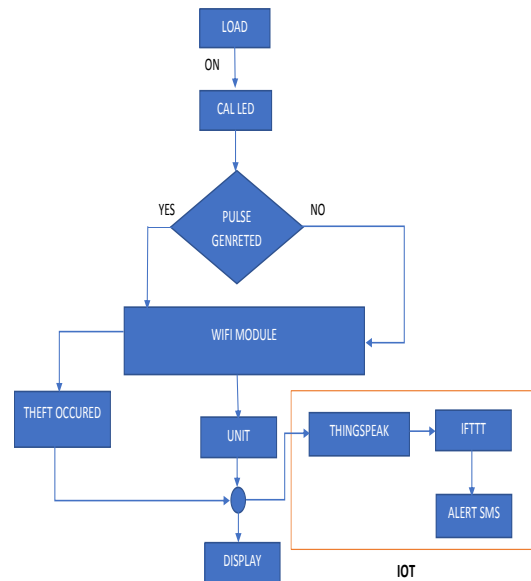 LOAD
ON
CAL LED
YES
NO
PULSE
GENRETED
WIFI MODULE
THEFT OCCURED
UNIT
THINGSPEAK
IFTTT
ALERT SMS
DISPLAY
IOT